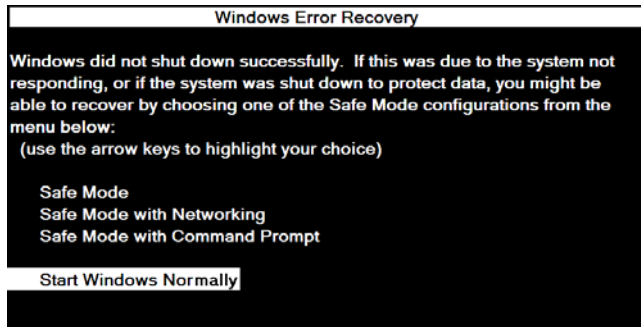 Windows Error Recovery
Windows did not shut down successfully. If this was due to the system not
responding, or if the system was shut down to protect data, you might be
able to recover by choosing one of the Safe Mode configurations from the
menu below:
(use the arrow keys to highlight your choice)
Safe Mode
Safe Mode with Networking
Safe Mode with Command Prompt
Start Windows Normally